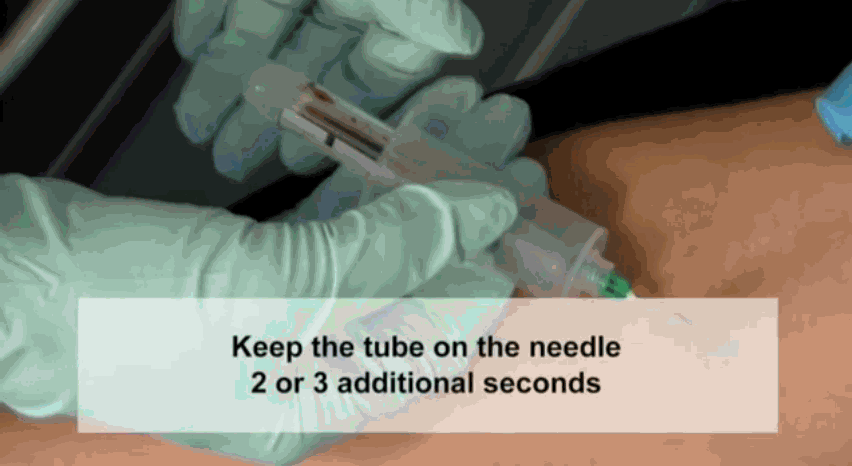 Keep the tube on the needle
2 or 3 additional seconds